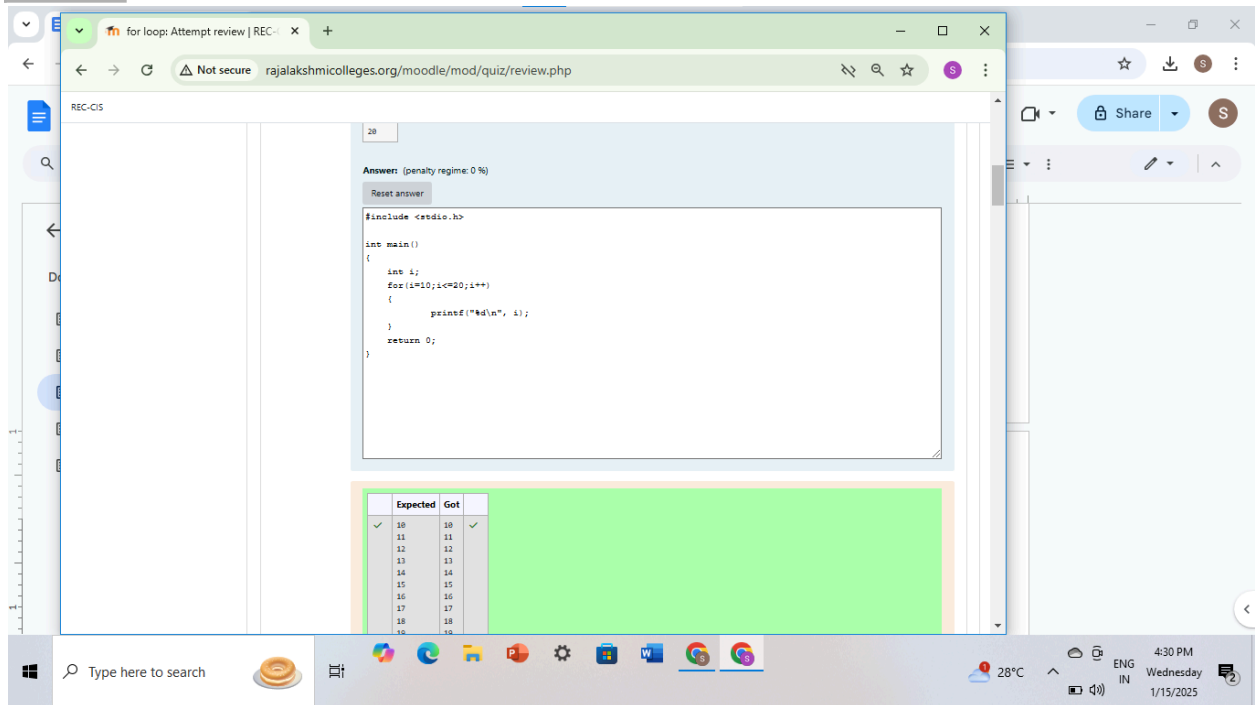 for loop: Attempt review | REC-
S
Not secure rajalakshmicolleges.org/moodle/mod/quiz/review.php
S
REC-CIS
Share
S
20
Answer: (penalty regime: 0 %)
Reset answer
#include <stdio.h>
int main()
{
int i;
for(i=10;i<=20;i++)
{
printf("%d\n", i);
}
return 0;
}
Expected Got
10 10
11 11
12 12
13 13
14 14
15 15
16 16
17 17
18 18
19 19
Type here to search
28°C
ENG
IN
4:30 PM
Wednesday
1/15/2025
2